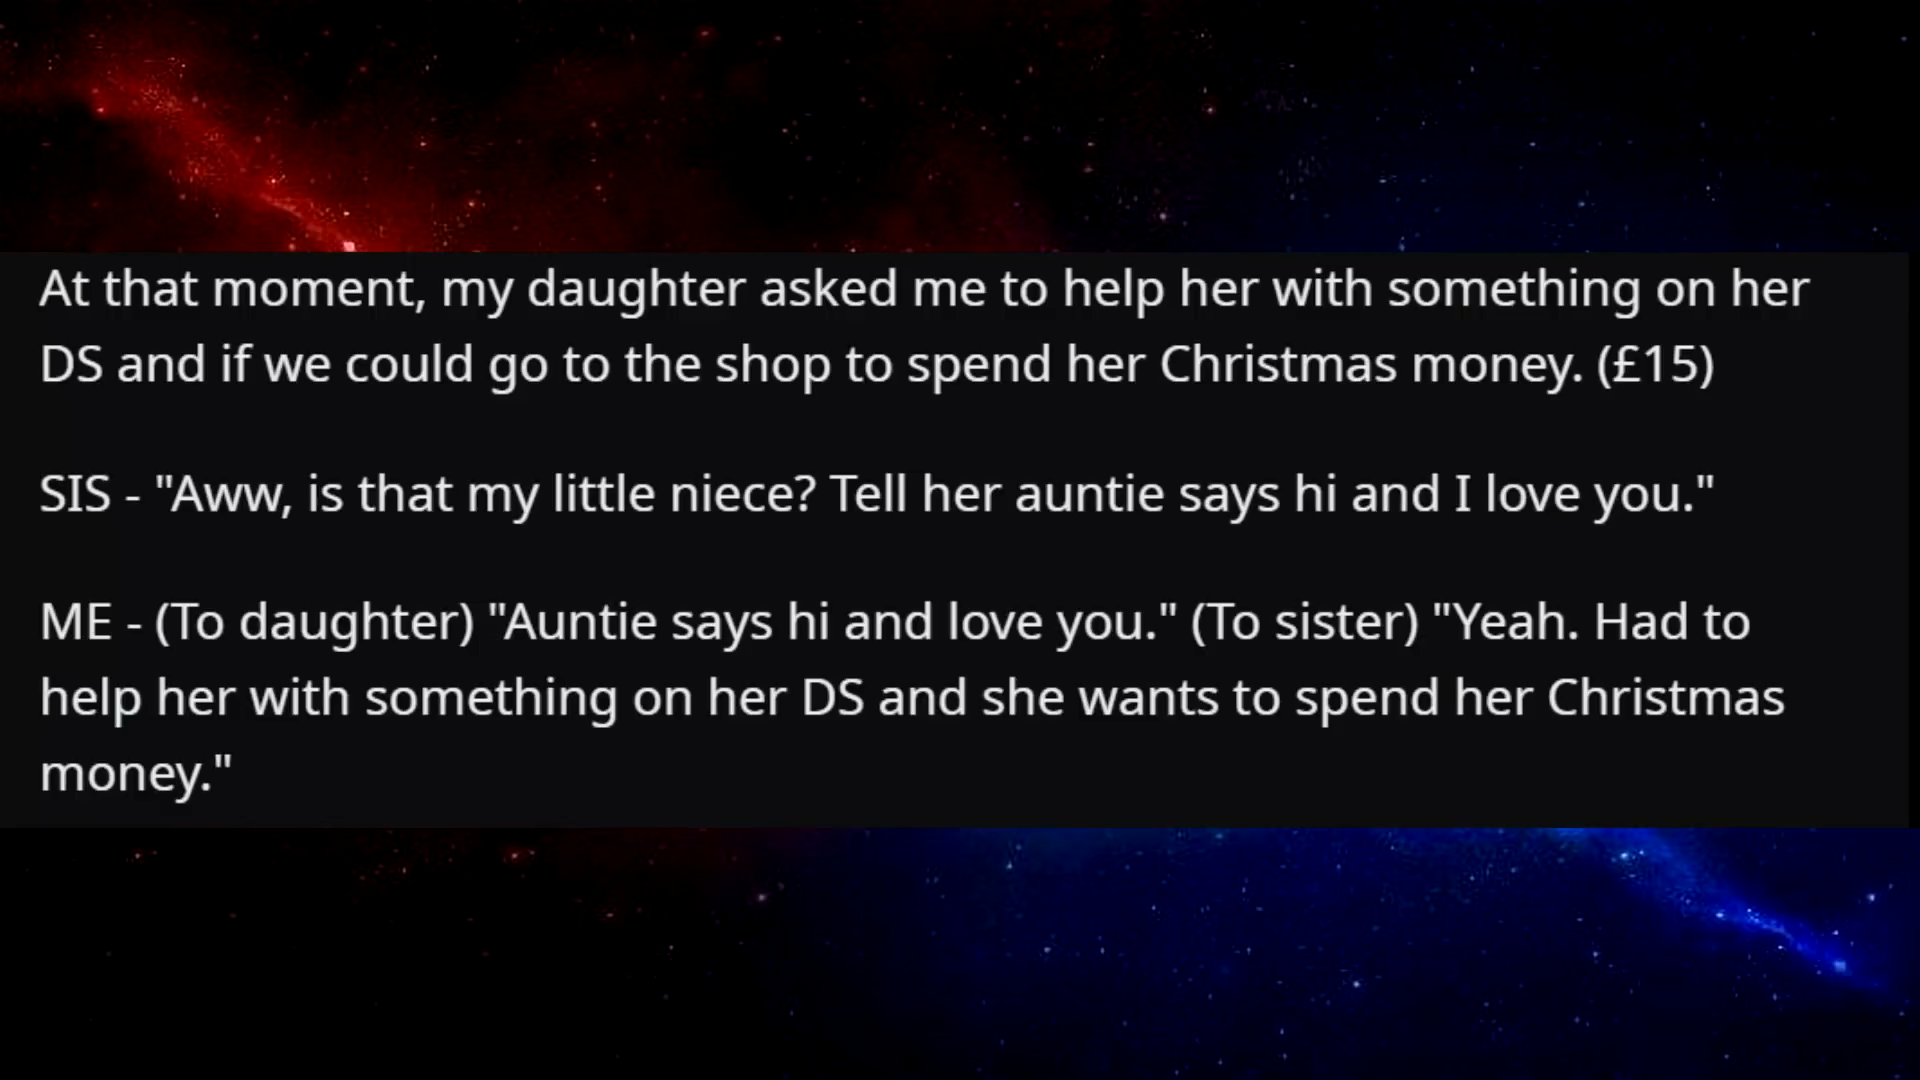 At that moment, my daughter asked me to help her with something on her
DS and if we could go to the shop to spend her Christmas money. (£15)
SIS - "Aww, is that my little niece? Tell her auntie says hi and I love you."
ME - (To daughter) "Auntie says hi and love you." (To sister) "Yeah. Had to
help her with something on her DS and she wants to spend her Christmas
money."